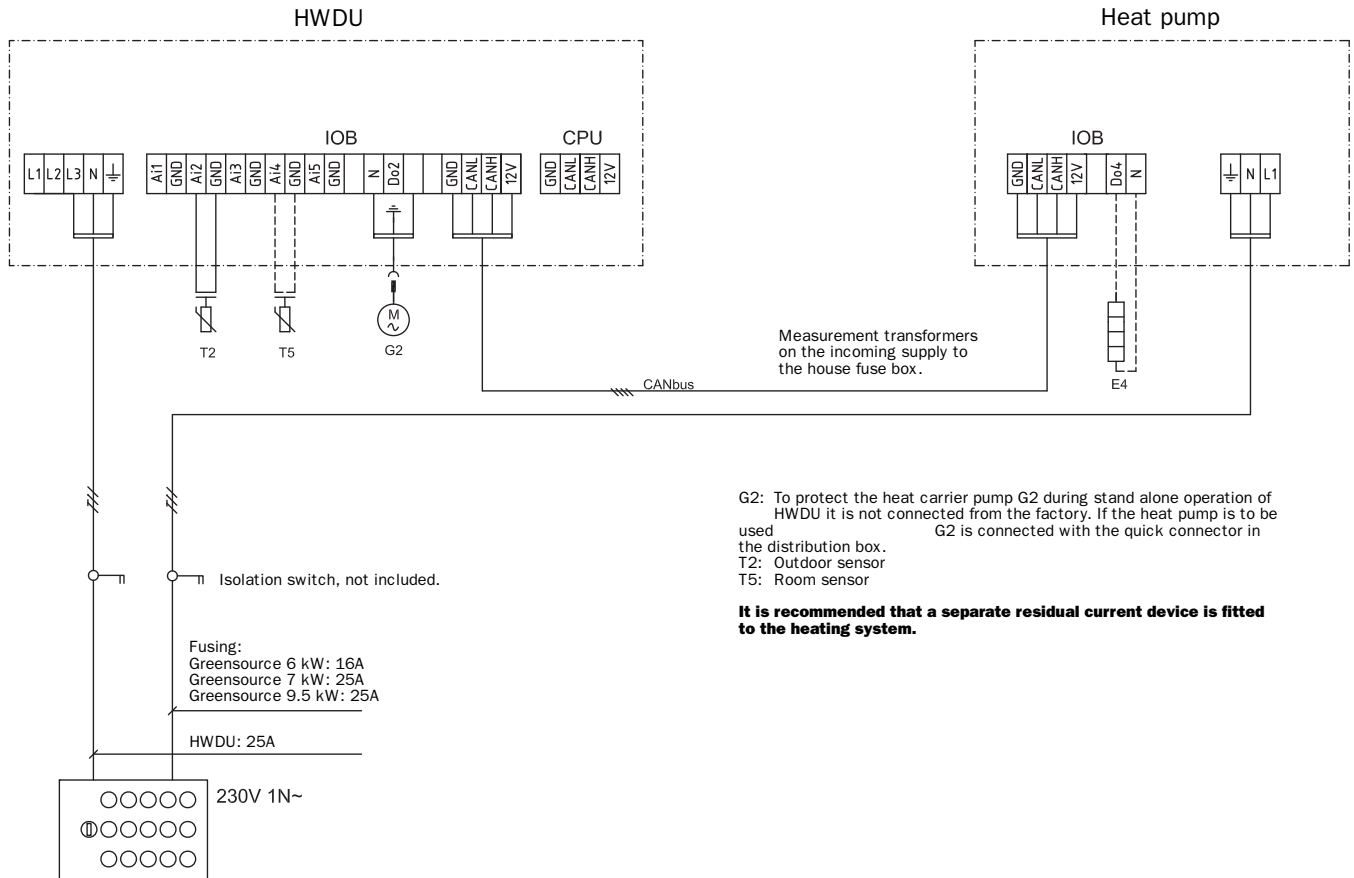 HWDU
Heat pump
IOB
CPU
IOB
L1 L2 L3 N
Ai1 GND Ai2 GND Ai3 GND Ai4 GND Ai5 GND N Do2 GND CANL CANH 12V
GND CANL CANH 12V
GND CANL CANH 12V Do4 N
N L1
M
T2
T5
G2
Measurement transformers
on the incoming supply to
the house fuse box.
CANbus
E4
G2: To protect the heat carrier pump G2 during stand alone operation of
HWDU it is not connected from the factory. If the heat pump is to be
used G2 is connected with the quick connector in
the distribution box.
T2: Outdoor sensor
T5: Room sensor
It is recommended that a separate residual current device is fitted
to the heating system.
Isolation switch, not included.
Fusing:
Greensource 6 kW: 16A
Greensource 7 kW: 25A
Greensource 9.5 kW: 25A
HWDU: 25A
230V 1N~